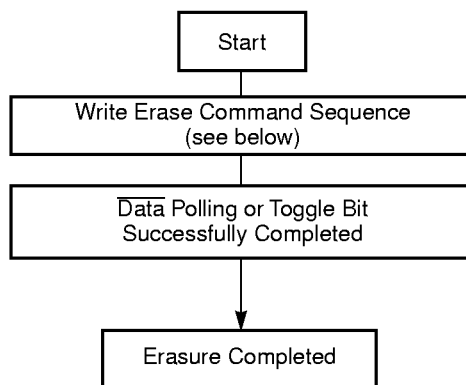 Start
Write Erase Command Sequence
(see below)
Data Polling or Toggle Bit
Successfully Completed
Erasure Completed